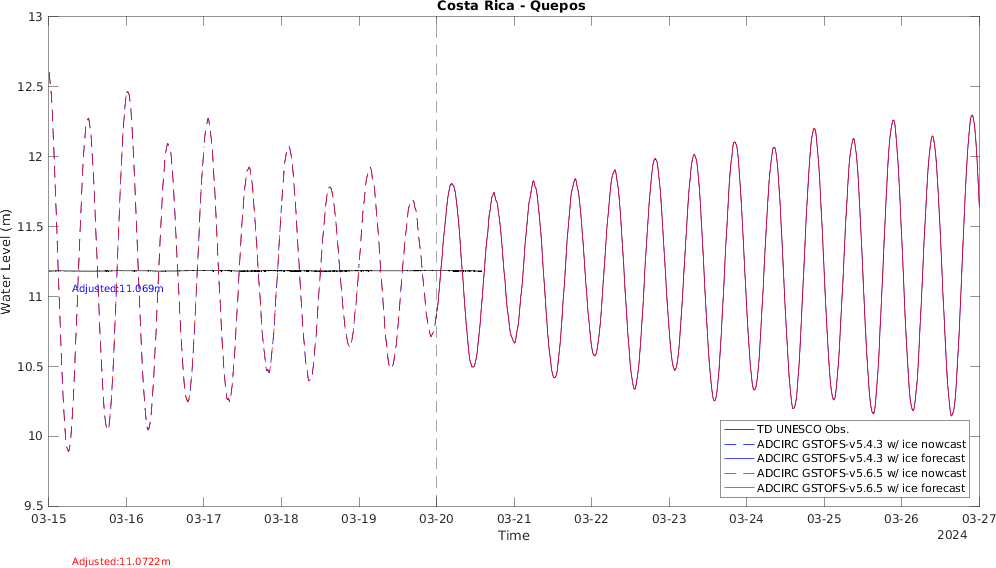 Costa Rica - Quepos
13
12.5
12
11.5
11
10.5
10
9.5
Water Level (m)
Adjusted:11.069m
TD UNESCO Obs.
ADCIRC GSTOFS-v5.4.3 w/ ice nowcast
ADCIRC GSTOFS-v5.4.3 w/ ice forecast
ADCIRC GSTOFS-v5.6.5 w/ ice nowcast
ADCIRC GSTOFS-v5.6.5 w/ ice forecast
03-15 03-16 03-17 03-18 03-19 03-20 03-21 03-22 03-23 03-24 03-25 03-26 03-27
Time
2024
Adjusted:11.0722m